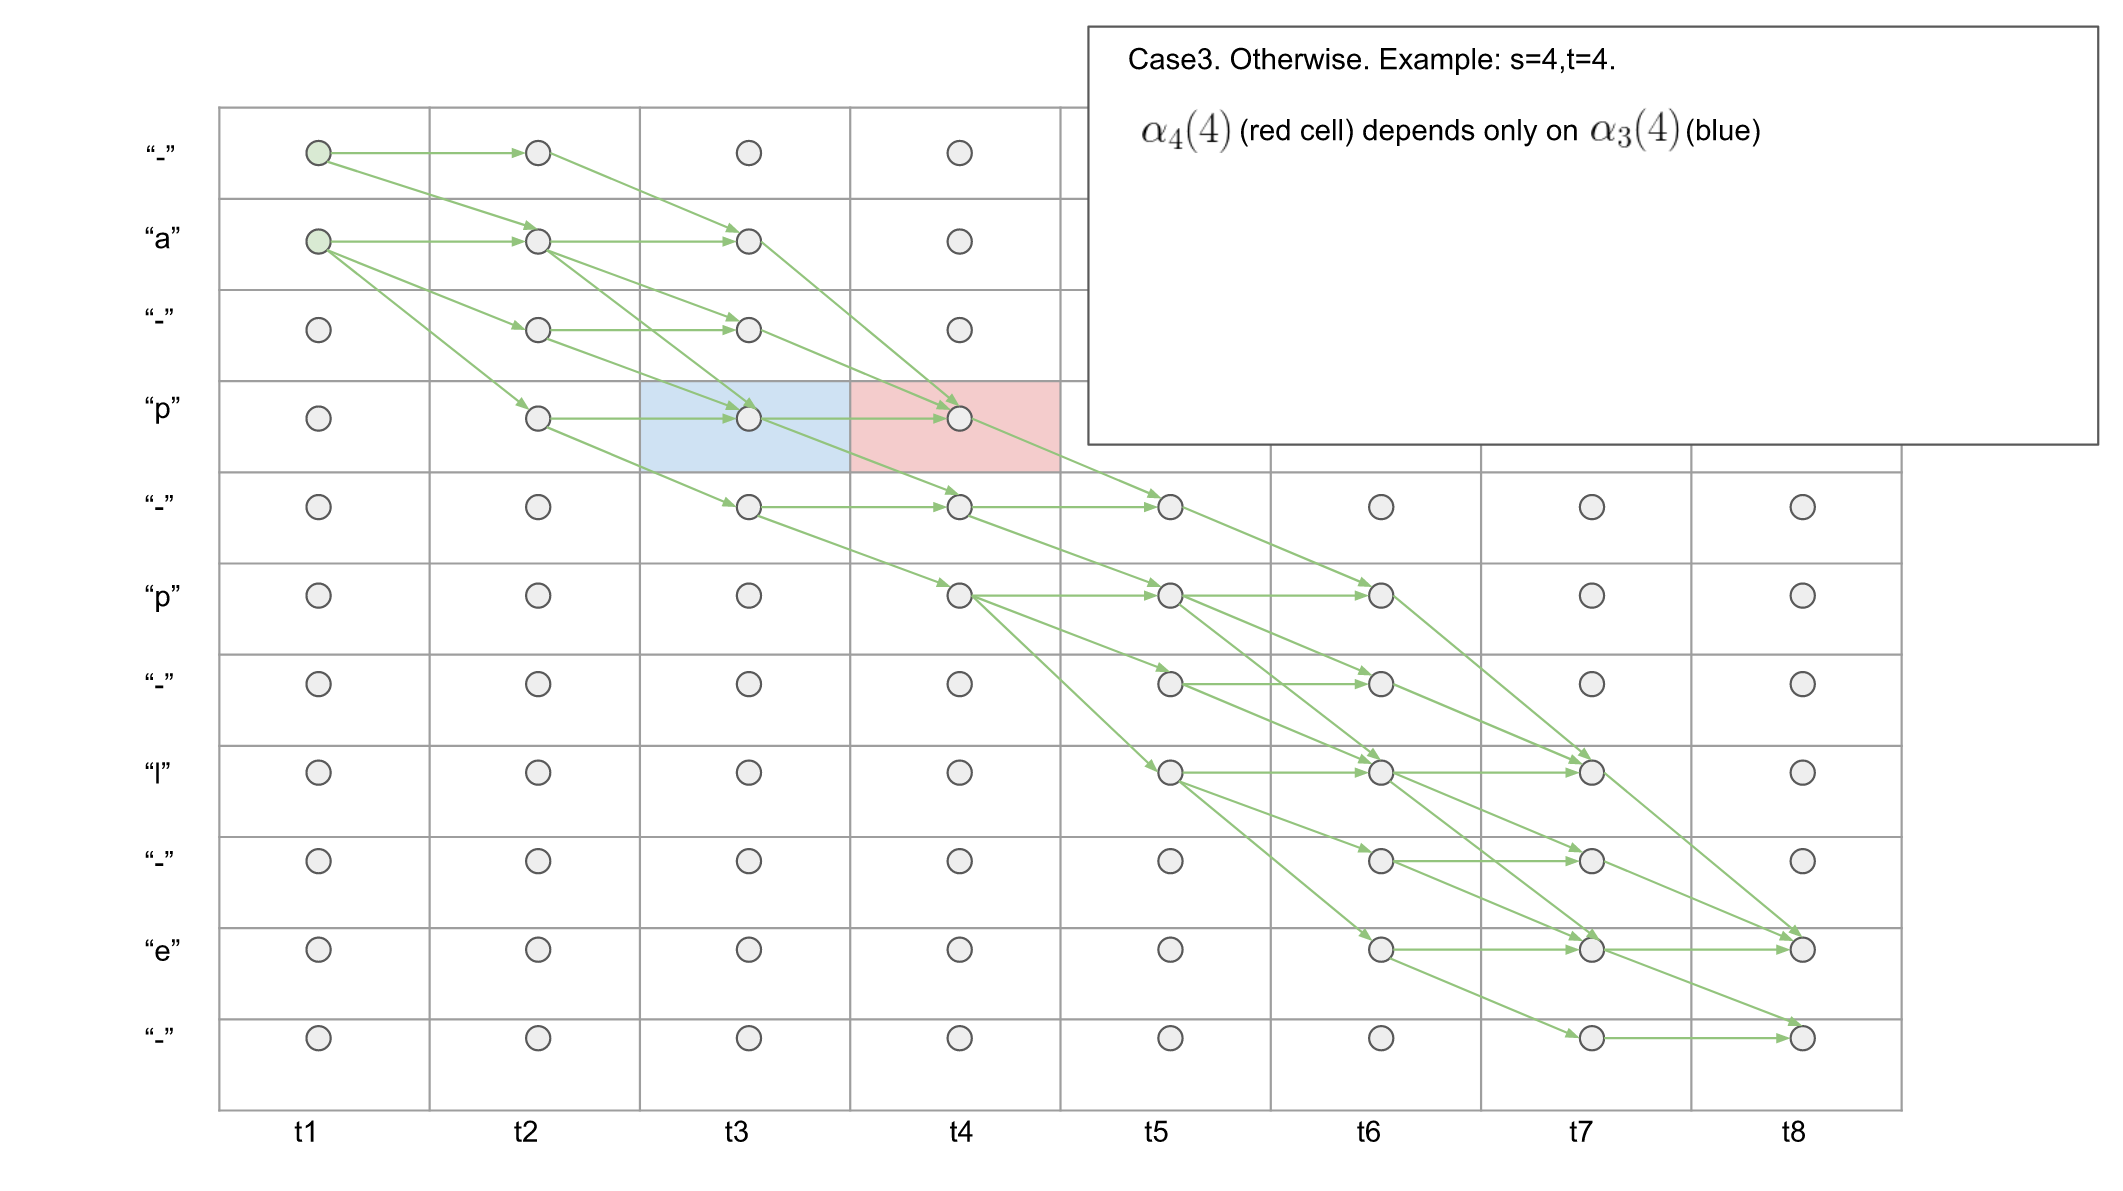 Case3. Otherwise. Example: s=4,t=4.
α₄(4) (red cell) depends only on α₃(4) (blue)
“-”
“a”
“-”
“p”
“-”
“p”
“-”
“l”
“-”
“e”
“-”
t1 t2 t3 t4 t5 t6 t7 t8